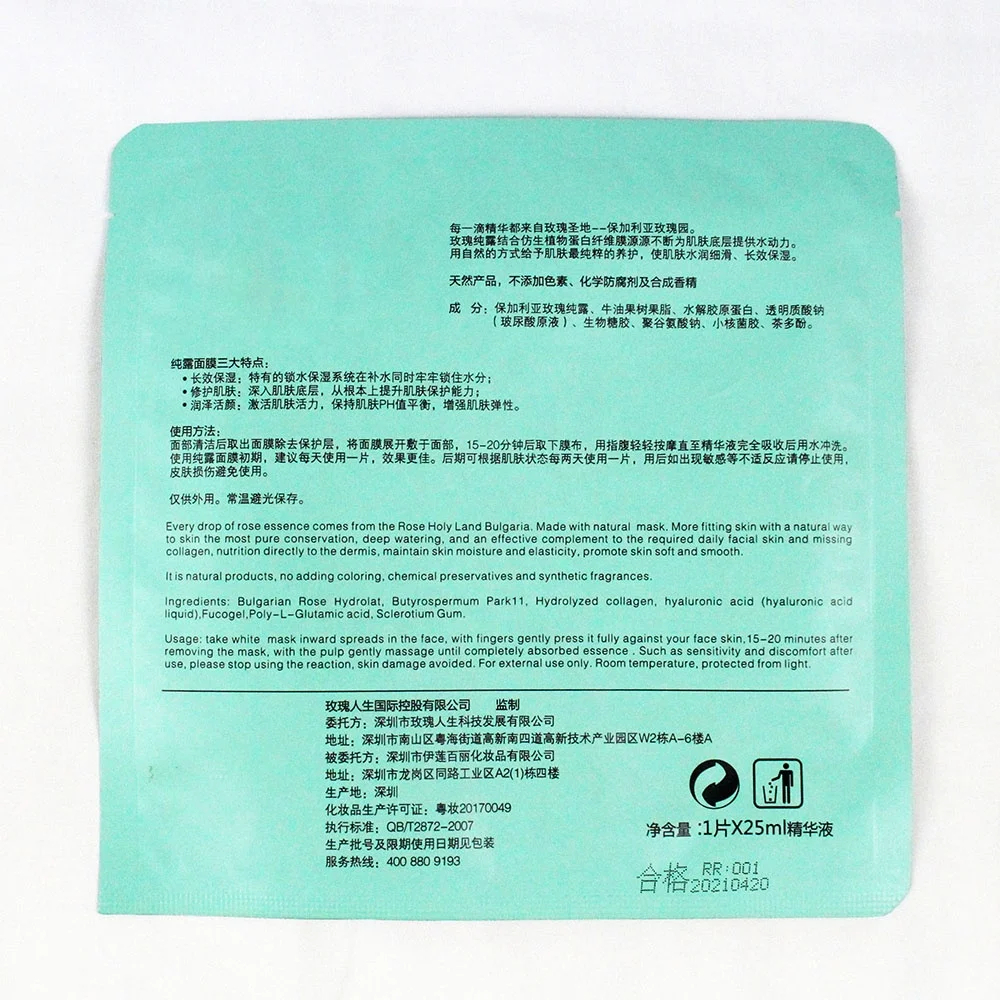 每一滴精华都来自玫瑰圣地--保加利亚玫瑰园。
玫瑰纯露结合仿生植物蛋白纤维膜源源不断为肌肤底层提供水动力。
用自然的方式给予肌肤最纯粹的养护，使肌肤水润细滑、长效保湿。
天然产品，不添加色素、化学防腐剂及合成香精
成 分：保加利亚玫瑰纯露、牛油果树果脂、水解胶原蛋白、透明质酸钠
（玻尿酸原液）、生物糖胶、聚谷氨酸钠、小核菌胶、茶多酚。
纯露面膜三大特点：
•长效保湿：特有的锁水保湿系统在补水同时牢牢锁住水分；
•修护肌肤：深入肌肤底层，从根本上提升肌肤保护能力；
•润泽活颜：激活肌肤活力，保持肌肤PH值平衡，增强肌肤弹性。
使用方法：
面部清洁后取出面膜除去保护层，将面膜展开敷于面部，15-20分钟后取下膜布，用指腹轻轻按摩直至精华液完全吸收后用水冲洗。
使用纯露面膜初期，建议每天使用一片，效果更佳。后期可根据肌肤状态每两天使用一片，用后如出现敏感等不适反应请停止使用，
皮肤损伤避免使用。
仅供外用。常温避光保存。
Every drop of rose essence comes from the Rose Holy Land Bulgaria. Made with natural mask. More fitting skin with a natural way
to skin the most pure conservation, deep watering, and an effective complement to the required daily facial skin and missing
collagen, nutrition directly to the dermis, maintain skin moisture and elasticity, promote skin soft and smooth.
It is natural products, no adding coloring, chemical preservatives and synthetic fragrances.
Ingredients: Bulgarian Rose Hydrolat, Butyrospermum Park11, Hydrolyzed collagen, hyaluronic acid (hyaluronic acid
liquid),Fucogel,Poly-L-Glutamic acid, Sclerotium Gum.
Usage: take white mask inward spreads in the face, with fingers gently press it fully against your face skin,15-20 minutes after
removing the mask, with the pulp gently massage until completely absorbed essence . Such as sensitivity and discomfort after
use, please stop using the reaction, skin damage avoided. For external use only. Room temperature, protected from light.
玫瑰人生国际控股有限公司 监制
委托方：深圳市玫瑰人生科技发展有限公司
地址：深圳市南山区粤海街道高新南四道高新技术产业园区W2栋A-6楼A
被委托方：深圳市伊莲百丽化妆品有限公司
地址：深圳市龙岗区同路工业区A2(1)栋四楼
生产地：深圳
化妆品生产许可证：粤妆20170049
执行标准：QB/T2872-2007
生产批号及限期使用日期见包装
服务热线：400 880 9193
净含量:1片X25ml精华液
合格 RR:001
20210420